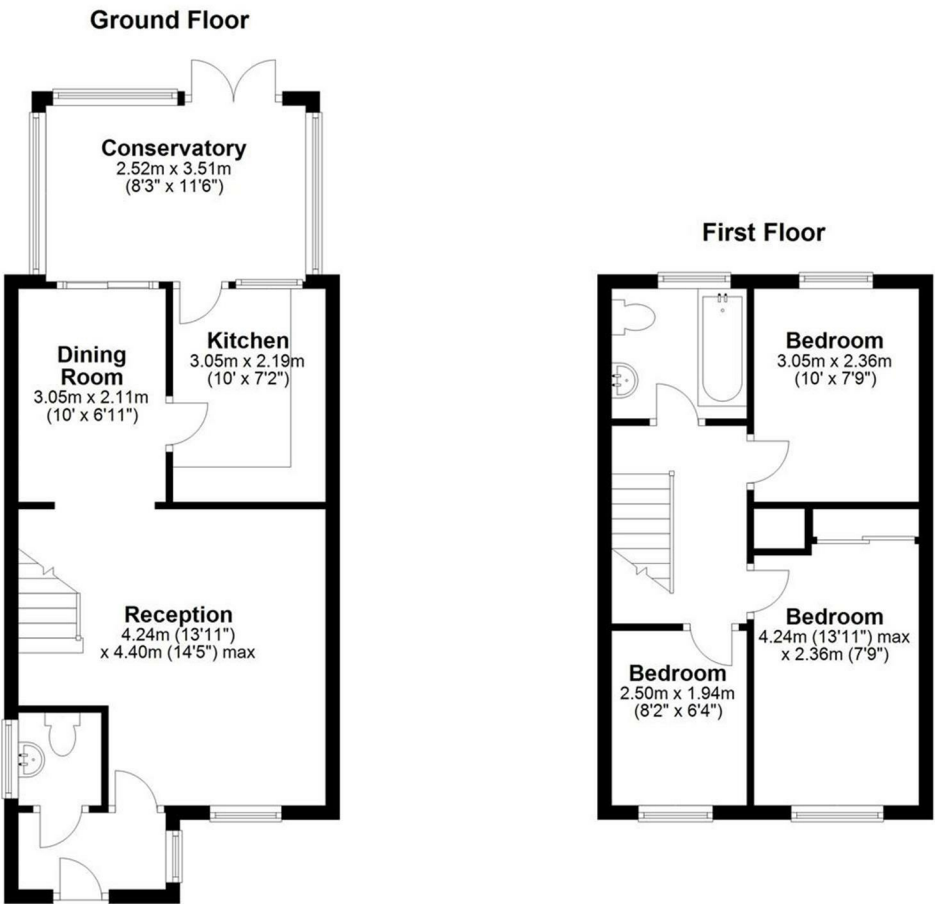 Ground Floor
Conservatory
2.52m x 3.51m
(8'3" x 11'6")
Dining
Room
3.05m x 2.11m
(10' x 6'11")
Kitchen
3.05m x 2.19m
(10' x 7'2")
Reception
4.24m (13'11")
x 4.40m (14'5") max
First Floor
Bedroom
3.05m x 2.36m
(10' x 7'9")
Bedroom
4.24m (13'11") max
x 2.36m (7'9")
Bedroom
2.50m x 1.94m
(8'2" x 6'4")